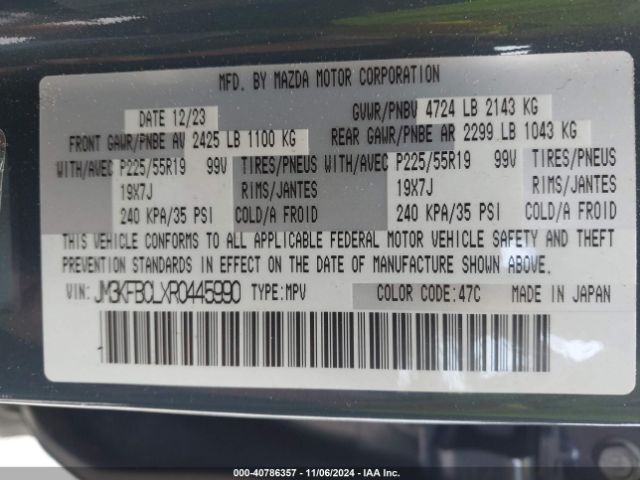 MFD. BY MAZDA MOTOR CORPORATION
DATE 12/23 GVWR/PNBV 4724 LB 2143 KG
FRONT GAWR/PNBE AV 2425 LB 1100 KG REAR GAWR/PNBE AR 2299 LB 1043 KG
WITH/AVEC P225/55R19 99V TIRES/PNEUS WITH/AVEC P225/55R19 99V TIRES/PNEUS
19X7J RIMS/JANTES 19X7J RIMS/JANTES
240 KPA/35 PSI COLD/A FROID 240 KPA/35 PSI COLD/A FROID
THIS VEHICLE CONFORMS TO ALL APPLICABLE FEDERAL MOTOR VEHICLE SAFETY AND THEFT
PREVENTION STANDARDS IN EFFECT ON THE DATE OF MANUFACTURE SHOWN ABOVE.
VIN: JM3KFBCLXR0445990 TYPE:MPV COLOR CODE:47C MADE IN JAPAN
000-40786357 - 11/06/2024 - IAAI.COM